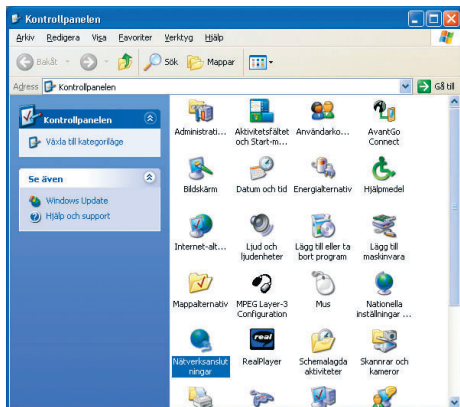 Kontrollpanelen
Arkiv Redigera Visa Favoriter Verktyg Hjälp
Bakåt Sök Mappar
Adress Kontrollpanelen Gå till
Kontrollpanelen
Växla till kategoriläge
Se även
Windows Update
Hjälp och support
Administrati... Aktivitetsfältet Användarko... AvantGo
och Start-m... Connect
Bildskärm Datum och tid Energialternativ Hjälpmedel
Internet-alt... Ljud och Lägg till eller ta Lägg till
ljudenheter bort program maskinvara
Mappalternativ MPEG Layer-3 Mus Nationella
Configuration inställningar ...
real
Nätverksanslut RealPlayer Schemalagda Skannrar och
ningar aktiviteter kameror